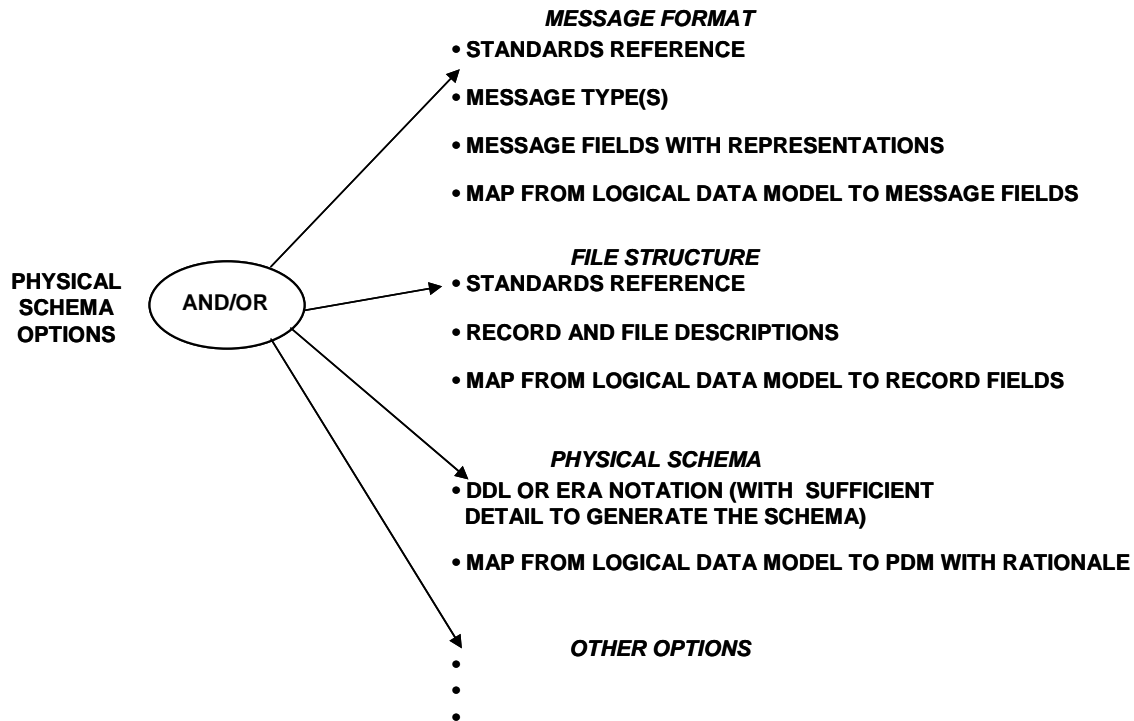 MESSAGE FORMAT
• STANDARDS REFERENCE
• MESSAGE TYPE(S)
• MESSAGE FIELDS WITH REPRESENTATIONS
• MAP FROM LOGICAL DATA MODEL TO MESSAGE FIELDS
PHYSICAL
SCHEMA
OPTIONS
AND/OR
FILE STRUCTURE
• STANDARDS REFERENCE
• RECORD AND FILE DESCRIPTIONS
• MAP FROM LOGICAL DATA MODEL TO RECORD FIELDS
PHYSICAL SCHEMA
• DDL OR ERA NOTATION (WITH SUFFICIENT
DETAIL TO GENERATE THE SCHEMA)
• MAP FROM LOGICAL DATA MODEL TO PDM WITH RATIONALE
OTHER OPTIONS
•
•
•